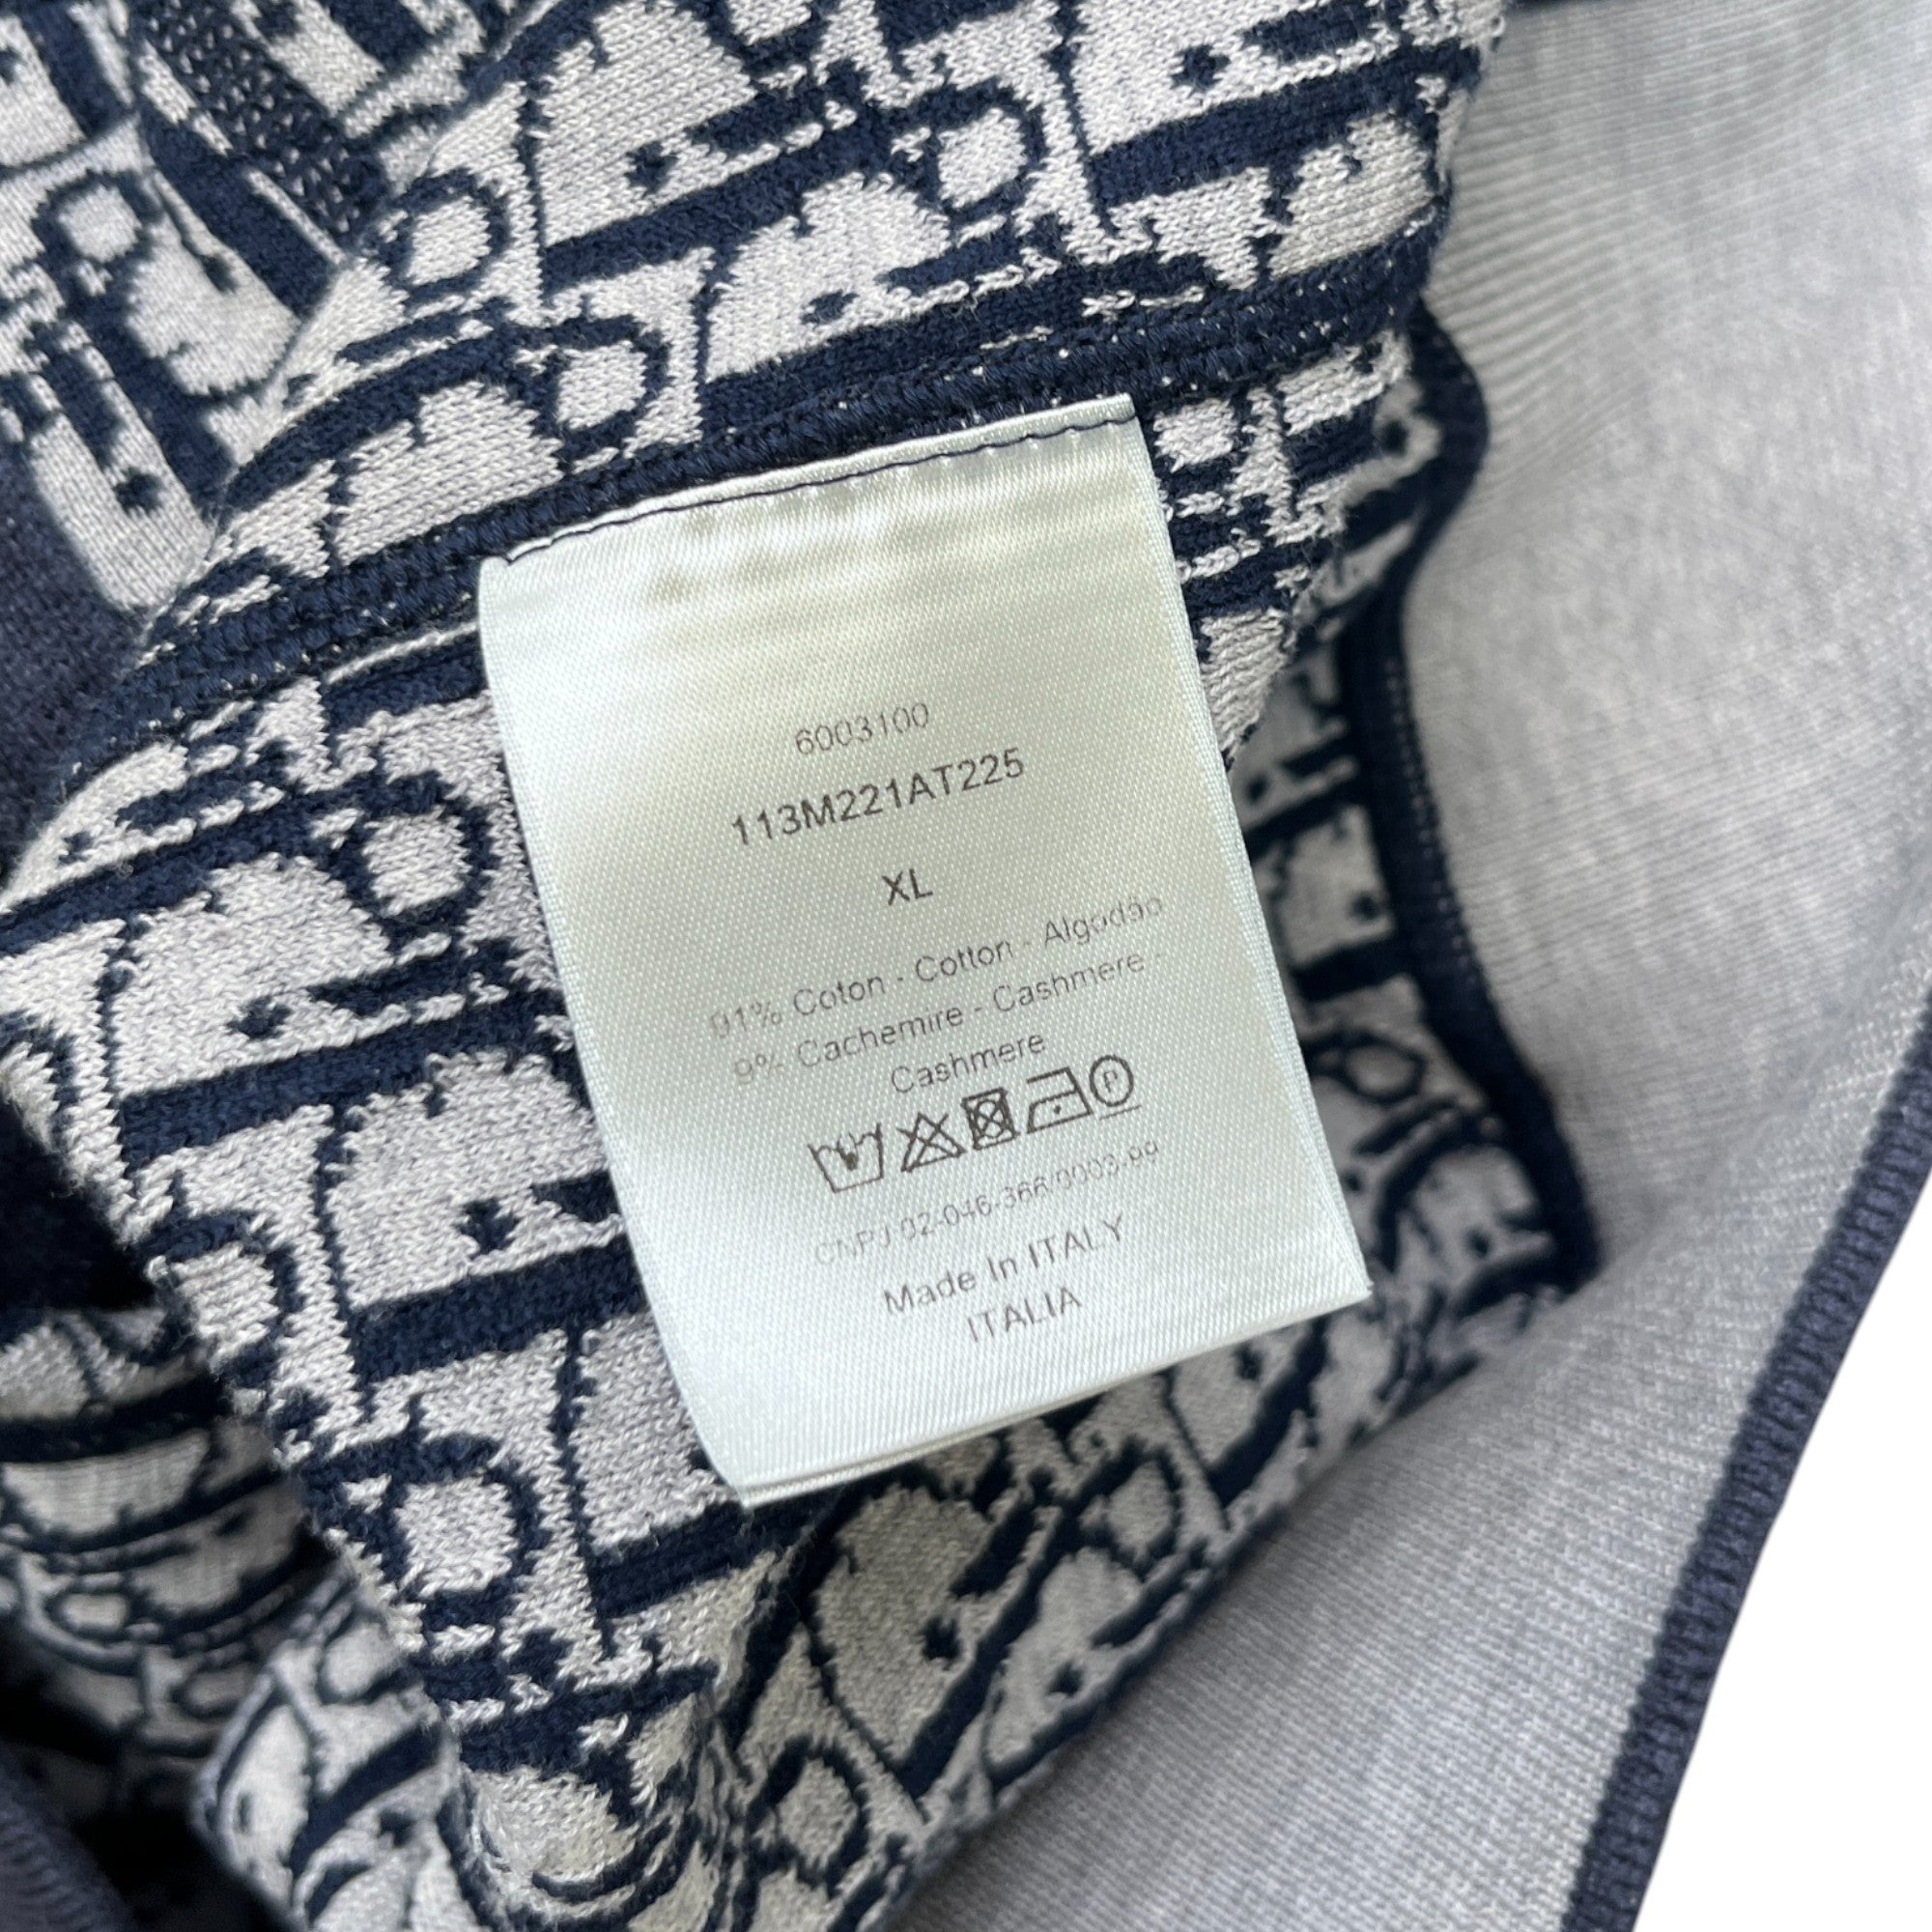 6003100
113M221AT225
XL
91% Coton - Cotton - Algodão
9% Cachemire - Cashmere -
Cashmere
P
CNPJ 02-046-366/0003-99
Made In ITALY
ITALIA